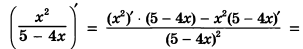 (x²/(5 − 4x))′ = ((x²)′ · (5 − 4x) − x²(5 − 4x)′)/(5 − 4x)² =